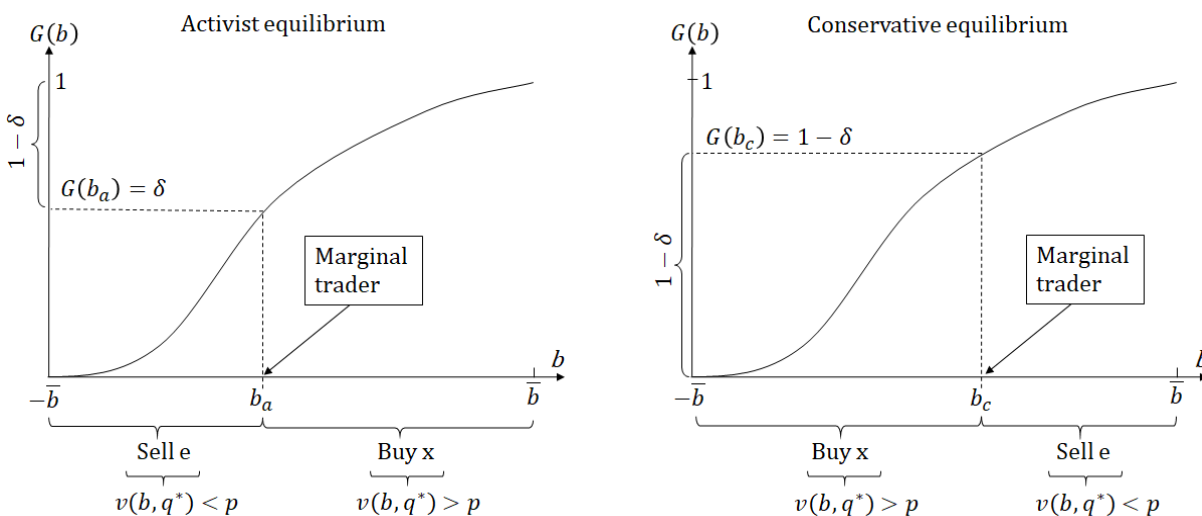 Activist equilibrium
G(b)
1
1 − δ
G(b_a) = δ
Marginal
trader
b
−b̅
b_a
b̅
Sell e
Buy x
v(b, q*) < p
v(b, q*) > p
Conservative equilibrium
G(b)
1
G(b_c) = 1 − δ
1 − δ
Marginal
trader
b
−b̅
b_c
b̅
Buy x
Sell e
v(b, q*) > p
v(b, q*) < p